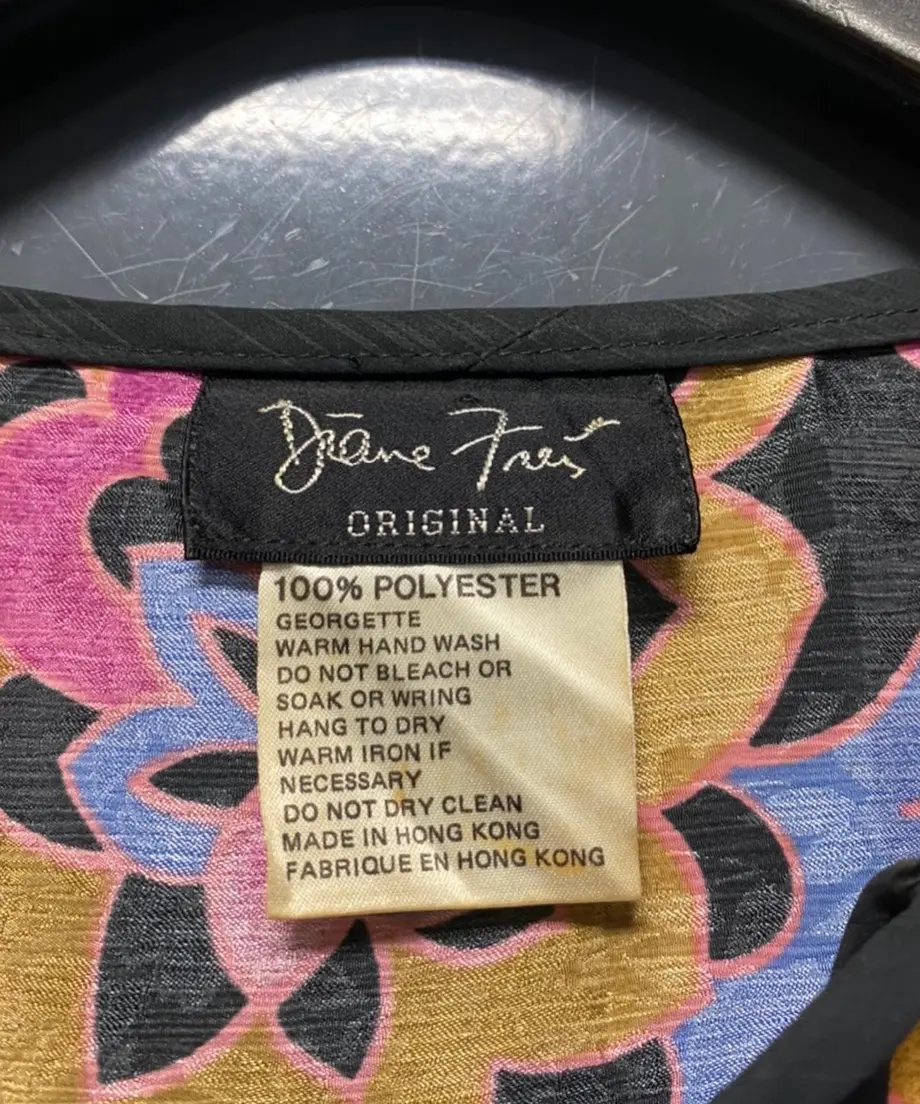 Diane Freis
ORIGINAL
100% POLYESTER
GEORGETTE
WARM HAND WASH
DO NOT BLEACH OR
SOAK OR WRING
HANG TO DRY
WARM IRON IF
NECESSARY
DO NOT DRY CLEAN
MADE IN HONG KONG
FABRIQUE EN HONG KONG